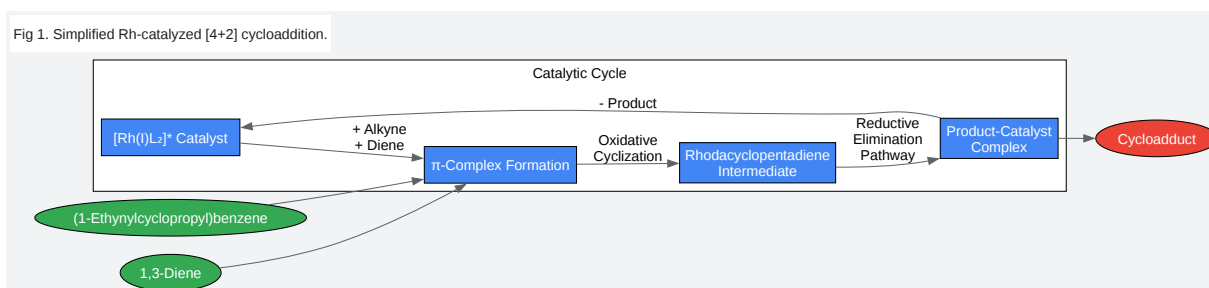 Fig 1. Simplified Rh-catalyzed [4+2] cycloaddition.
Catalytic Cycle
- Product
[Rh(I)L₂]* Catalyst
+ Alkyne
+ Diene
π-Complex Formation
Oxidative
Cyclization
Rhodacyclopentadiene
Intermediate
Reductive
Elimination
Pathway
Product-Catalyst
Complex
Cycloadduct
(1-Ethynylcyclopropyl)benzene
1,3-Diene